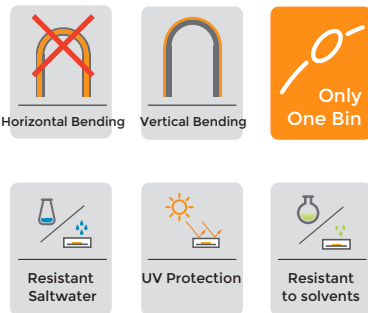 Horizontal Bending
Vertical Bending
Only
One Bin
Resistant
Saltwater
UV Protection
Resistant
to solvents